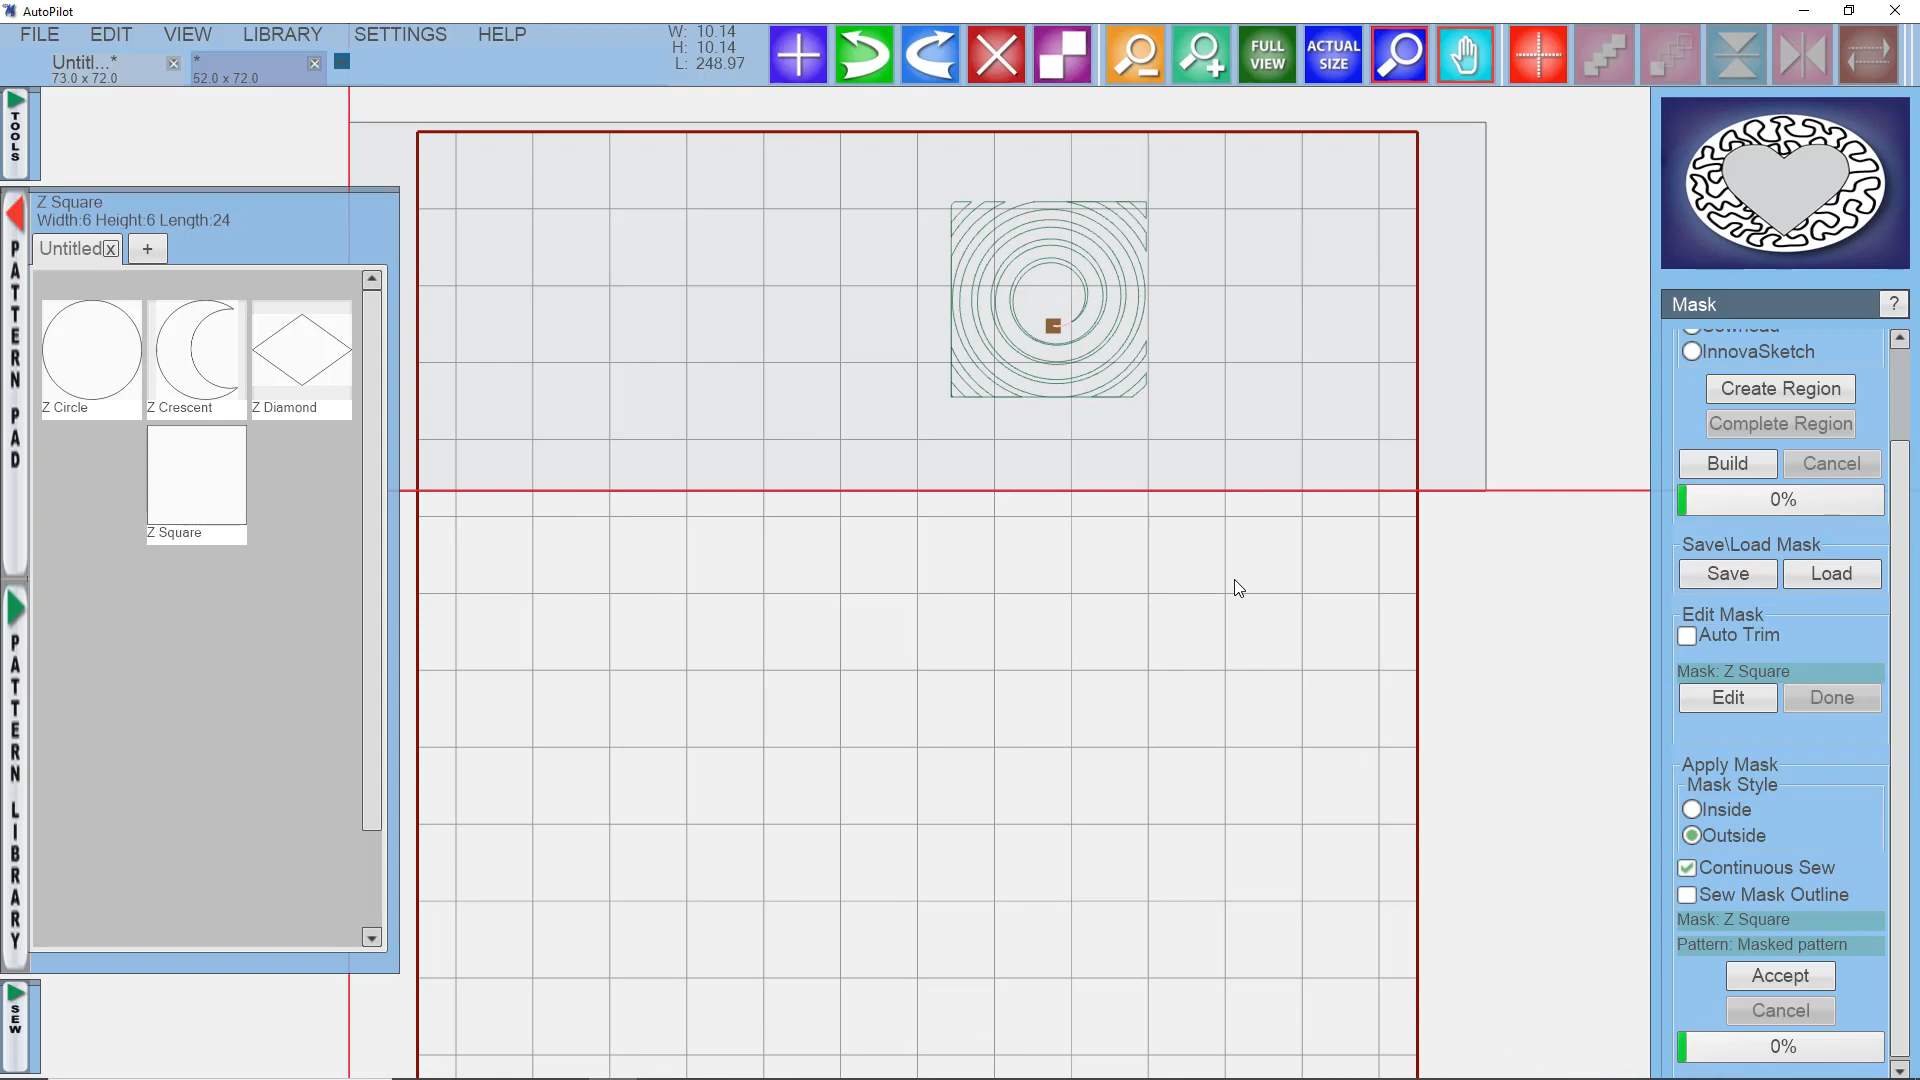 AutoPilot
FILE EDIT VIEW LIBRARY SETTINGS HELP
W: 10.14
H: 10.14
L: 248.97
FULL VIEW
ACTUAL SIZE
Untitl...*
73.0 x 72.0
*
52.0 x 72.0
TOOLS
Z Square
Width:6 Height:6 Length:24
Untitled x +
Z Circle Z Crescent Z Diamond
Z Square
PATTERN PAD
PATTERN LIBRARY
SEW
Mask ?
InnovaSketch
Create Region
Complete Region
Build Cancel
0%
Save\Load Mask
Save Load
Edit Mask
Auto Trim
Mask: Z Square
Edit Done
Apply Mask
Mask Style
Inside
Outside
Continuous Sew
Sew Mask Outline
Mask: Z Square
Pattern: Masked pattern
Accept
Cancel
0%